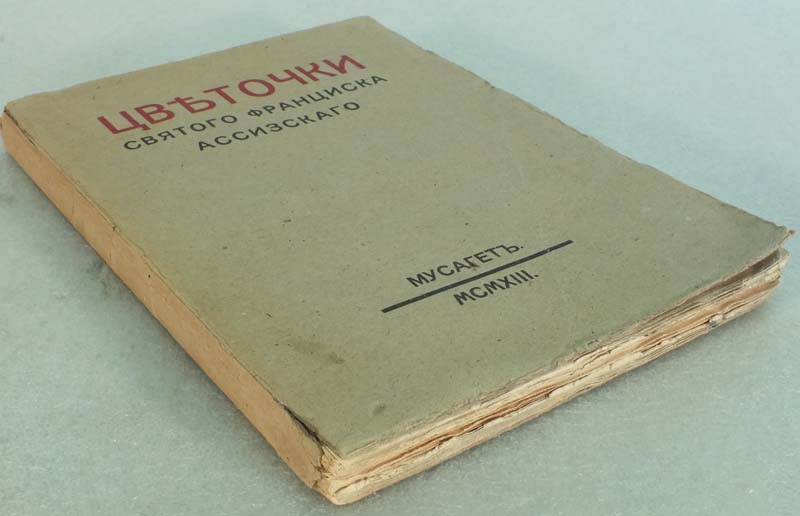 ЦВѢТОЧКИ
СВЯТОГО ФРАНЦИСКА
АССИЗСКАГО
МУСАГЕТЪ.
MCMXIII.